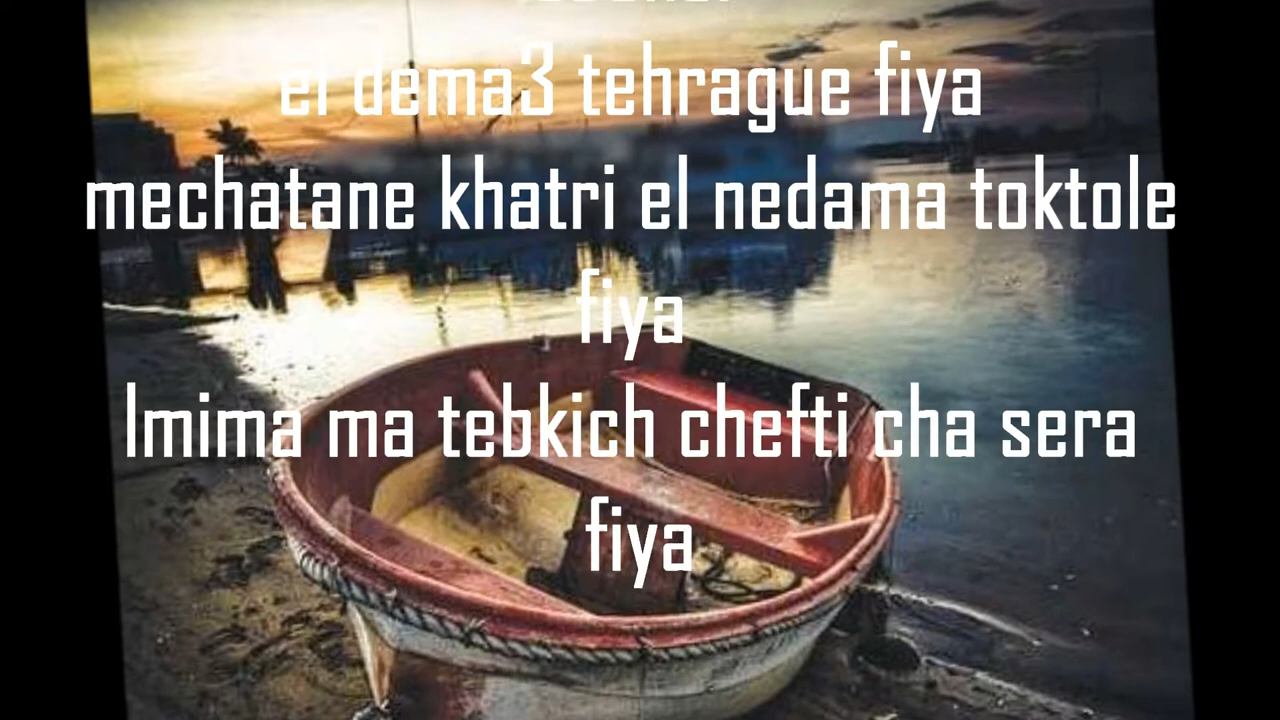 el dema3 tehrague fiya
mechatane khatri el nedama toktole
fiya
lmima ma tebkich chefti cha sera
fiya